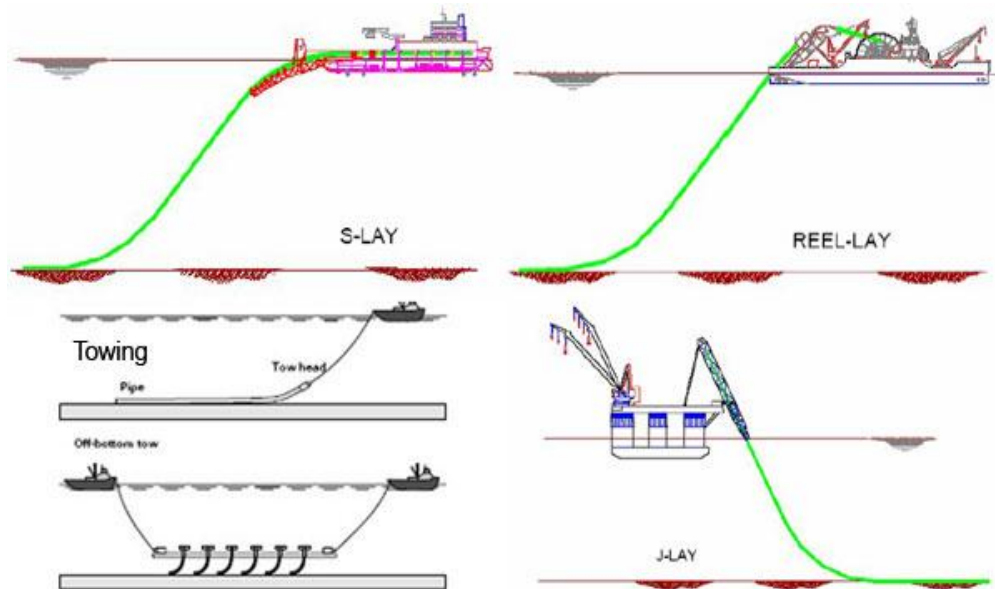 S-LAY
REEL-LAY
Towing
Tow head
Pipe
Off-bottom tow
J-LAY